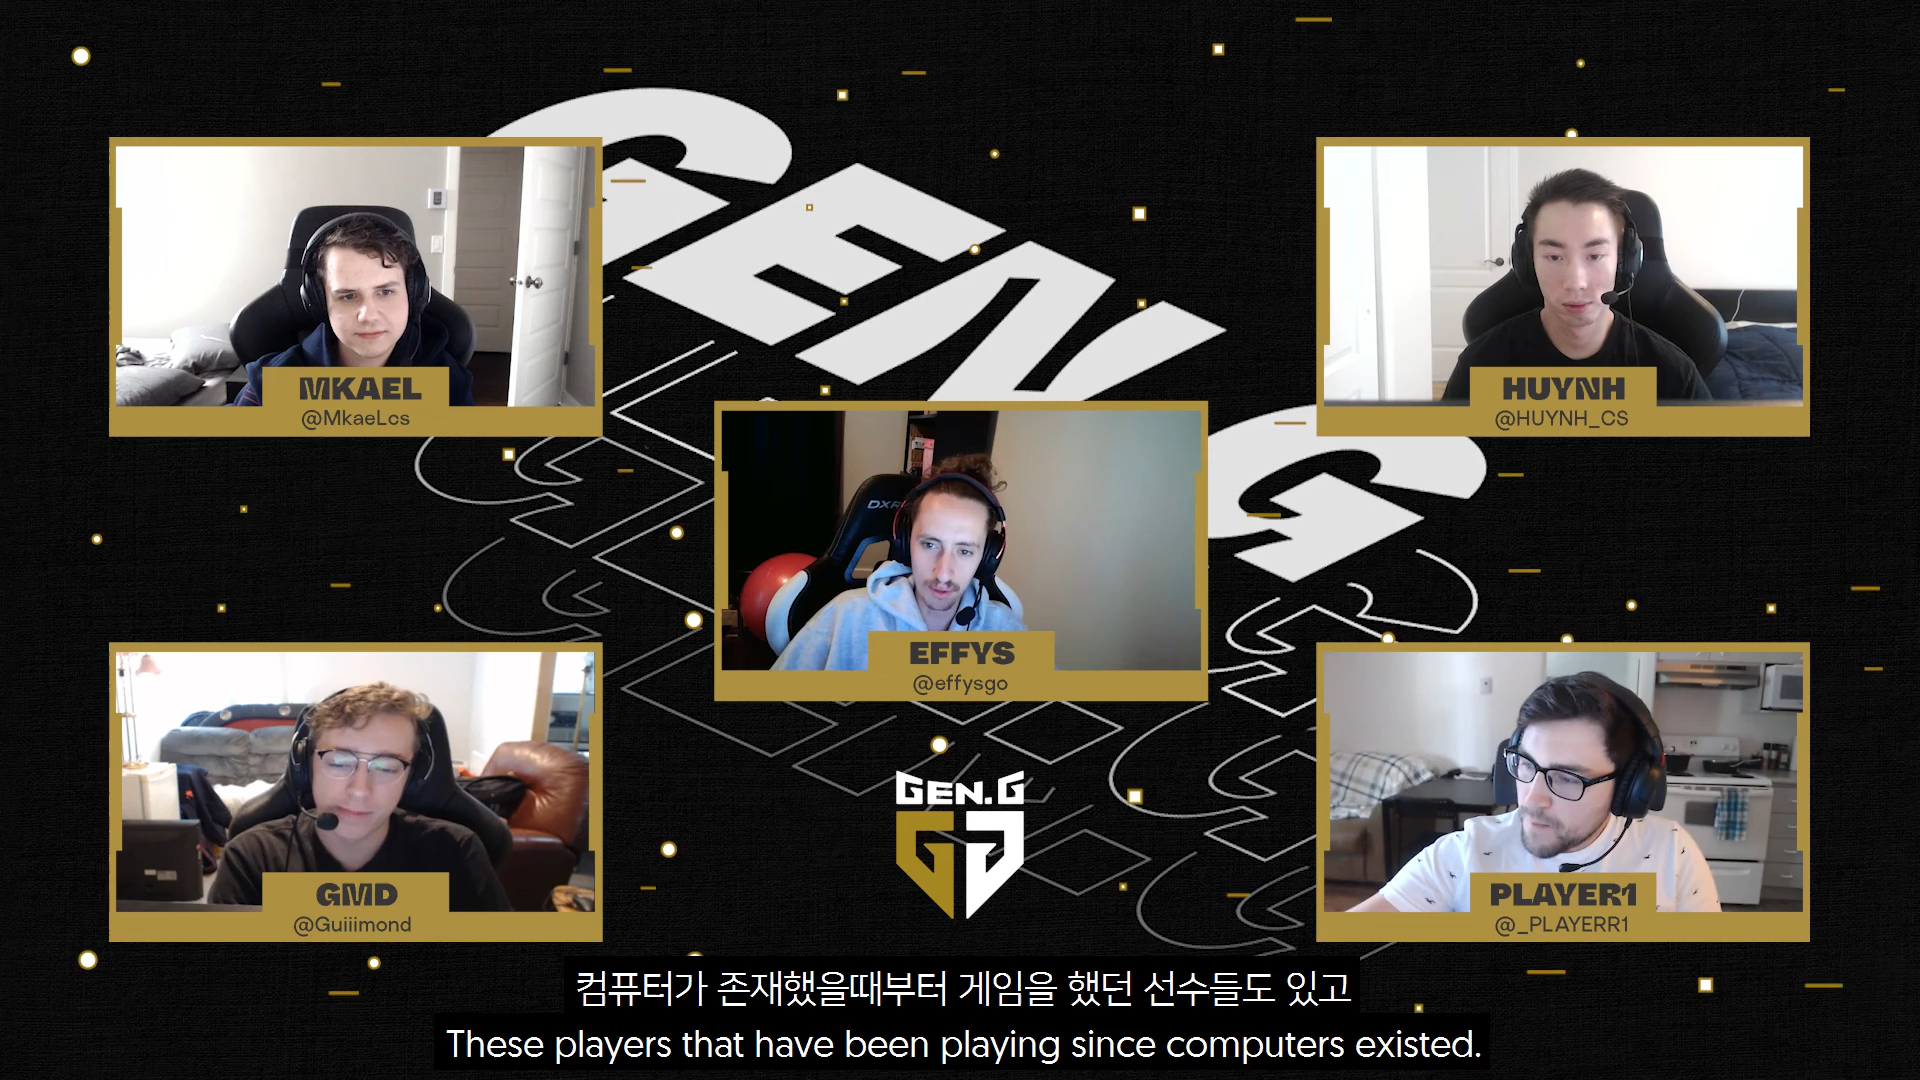 GEN.G
MKAEL
@MkaeLcs
HUYNH
@HUYNH_CS
DXR
EFFYS
@effysgo
GMD
@Guiiimond
PLAYER1
@_PLAYERR1
GEN.G
컴퓨터가 존재했을때부터 게임을 했던 선수들도 있고
These players that have been playing since computers existed.